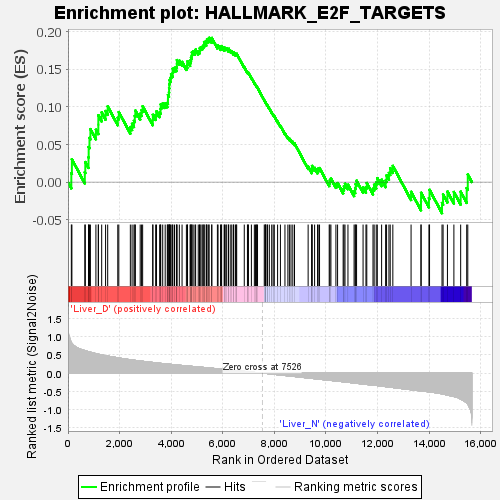 Enrichment plot: HALLMARK_E2F_TARGETS
Enrichment score (ES)
0.20
0.15
0.10
0.05
0.00
-0.05
'Liver_D' (positively correlated)
Ranked list metric (Signal2Noise)
1.5
1.0
0.5
0.0
-0.5
-1.0
-1.5
Zero cross at 7526
'Liver_N' (negatively correlated)
0 2,000 4,000 6,000 8,000 10,000 12,000 14,000 16,000
Rank in Ordered Dataset
Enrichment profile Hits Ranking metric scores